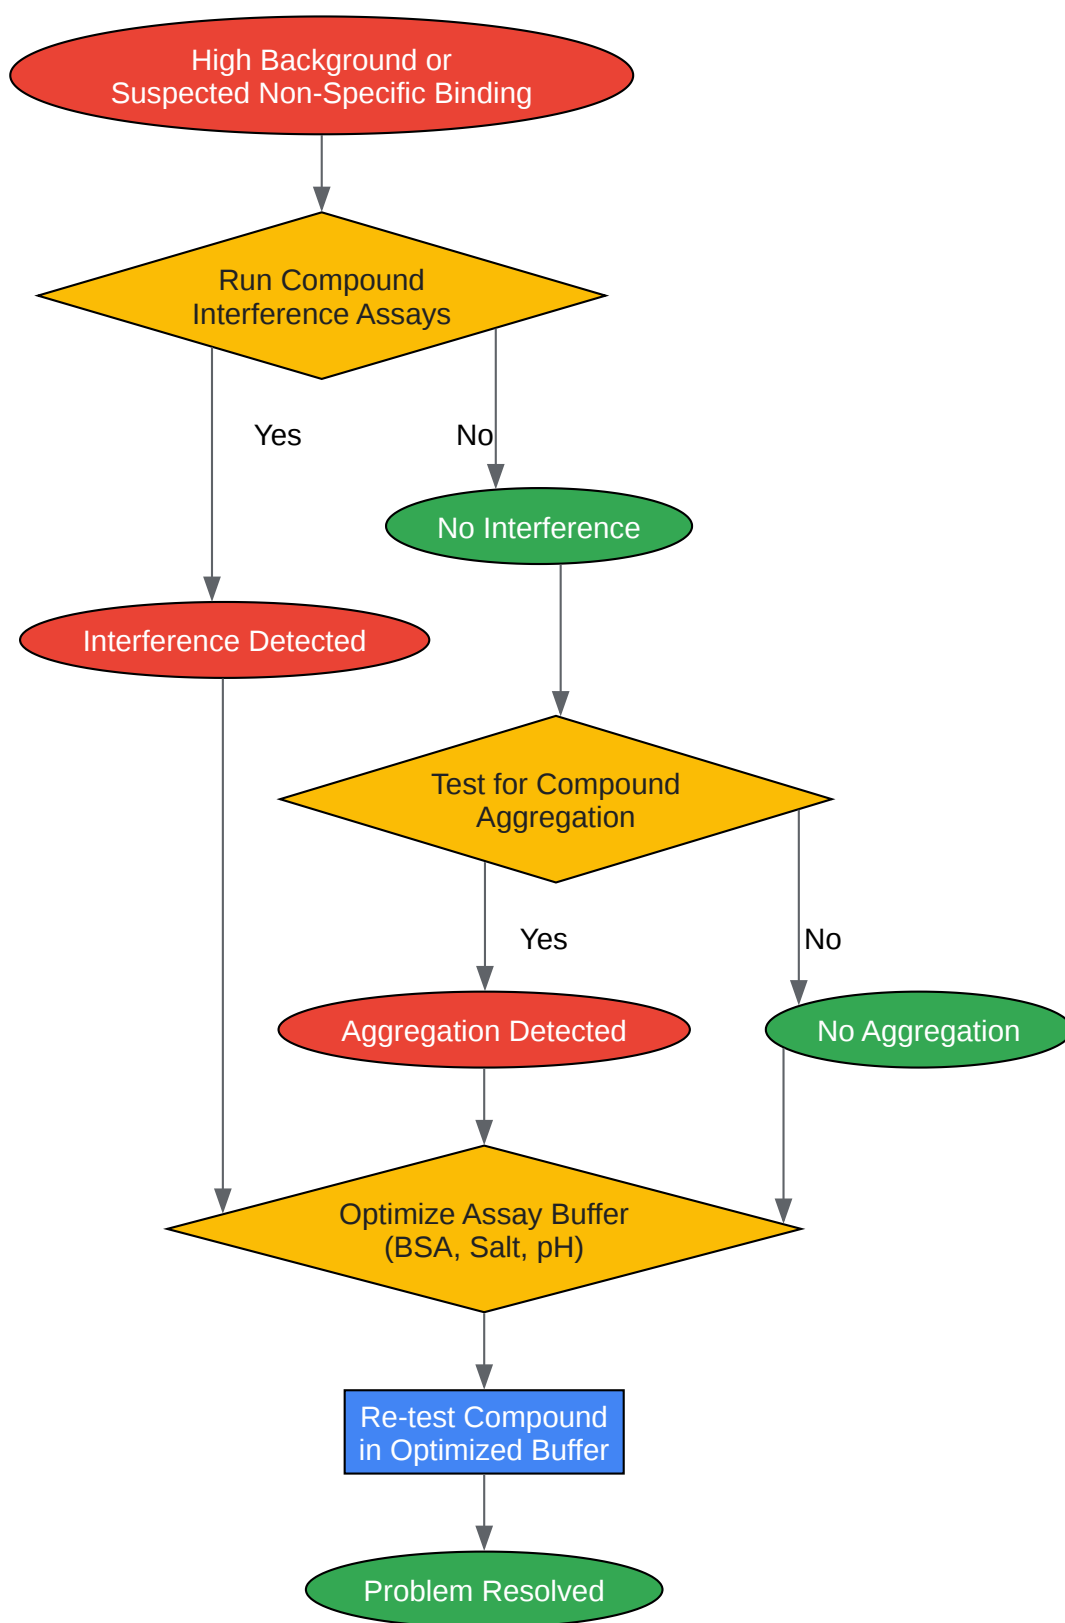 High Background or
Suspected Non-Specific Binding
Run Compound
Interference Assays
Yes
No
No Interference
Interference Detected
Test for Compound
Aggregation
Yes
No
Aggregation Detected
No Aggregation
Optimize Assay Buffer
(BSA, Salt, pH)
Re-test Compound
in Optimized Buffer
Problem Resolved